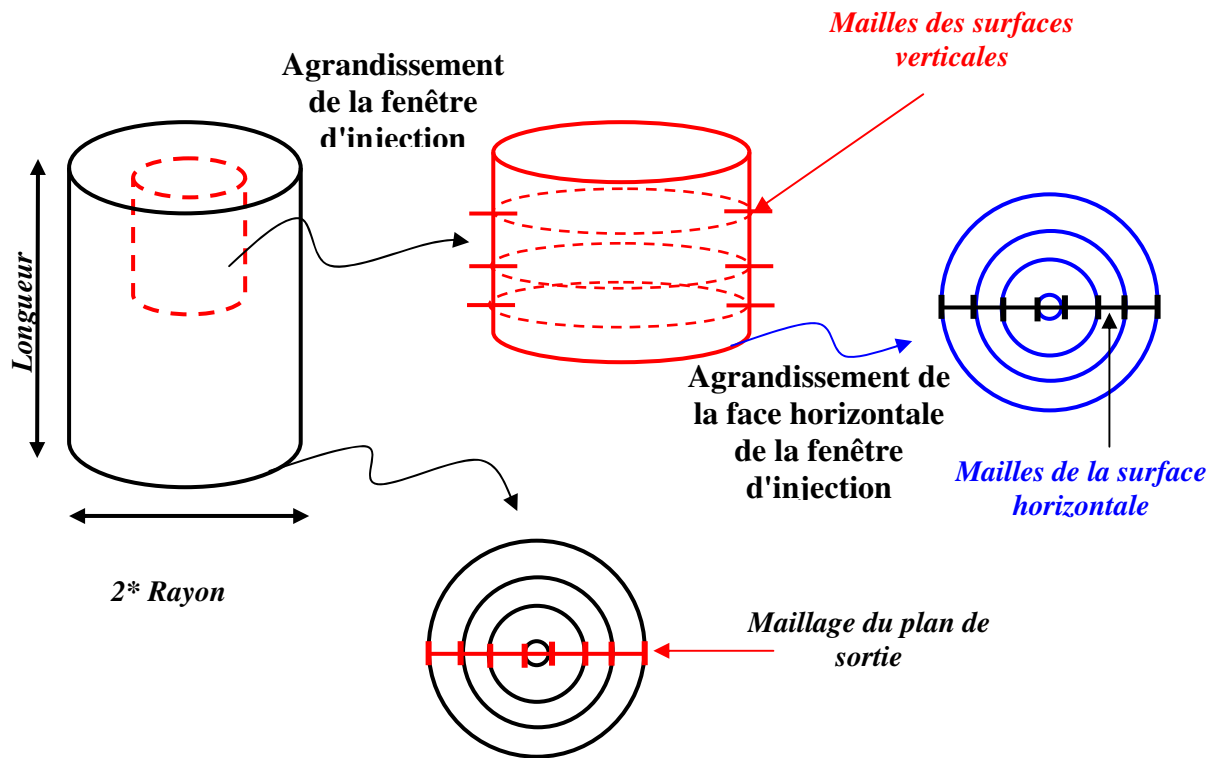 Mailles des surfaces
verticales
Agrandissement
de la fenêtre
d'injection
Longueur
Agrandissement de
la face horizontale
de la fenêtre
d'injection
Mailles de la surface
horizontale
2* Rayon
Maillage du plan de
sortie